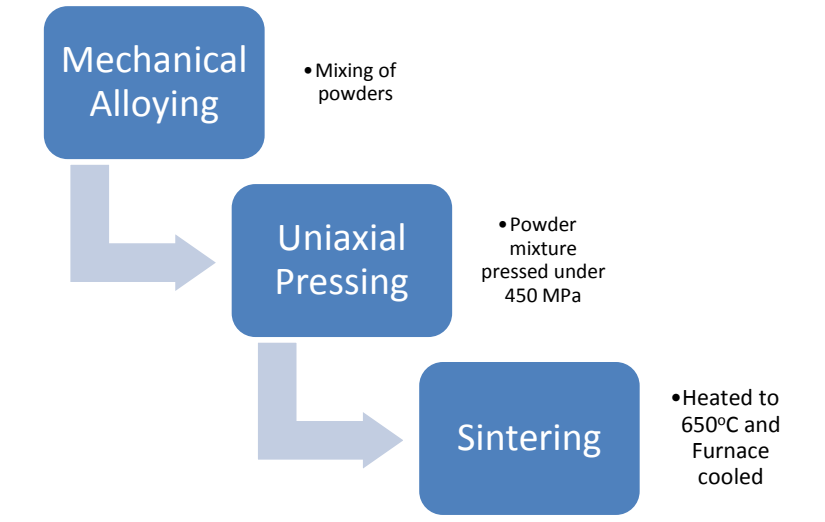 Mechanical
Alloying
•Mixing of
powders
Uniaxial
Pressing
•Powder
mixture
pressed under
450 MPa
Sintering
•Heated to
650ºC and
Furnace
cooled